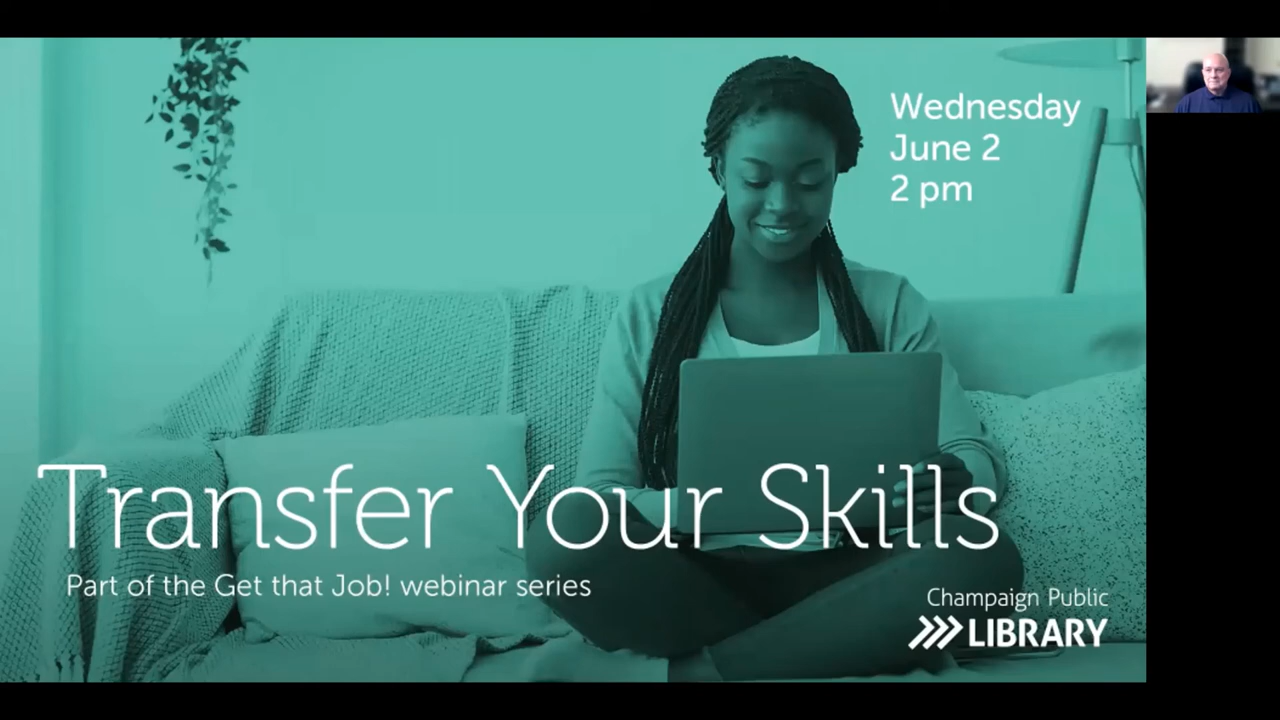 Wednesday
June 2
2 pm
Transfer Your Skills
Part of the Get that Job! webinar series
Champaign Public
LIBRARY